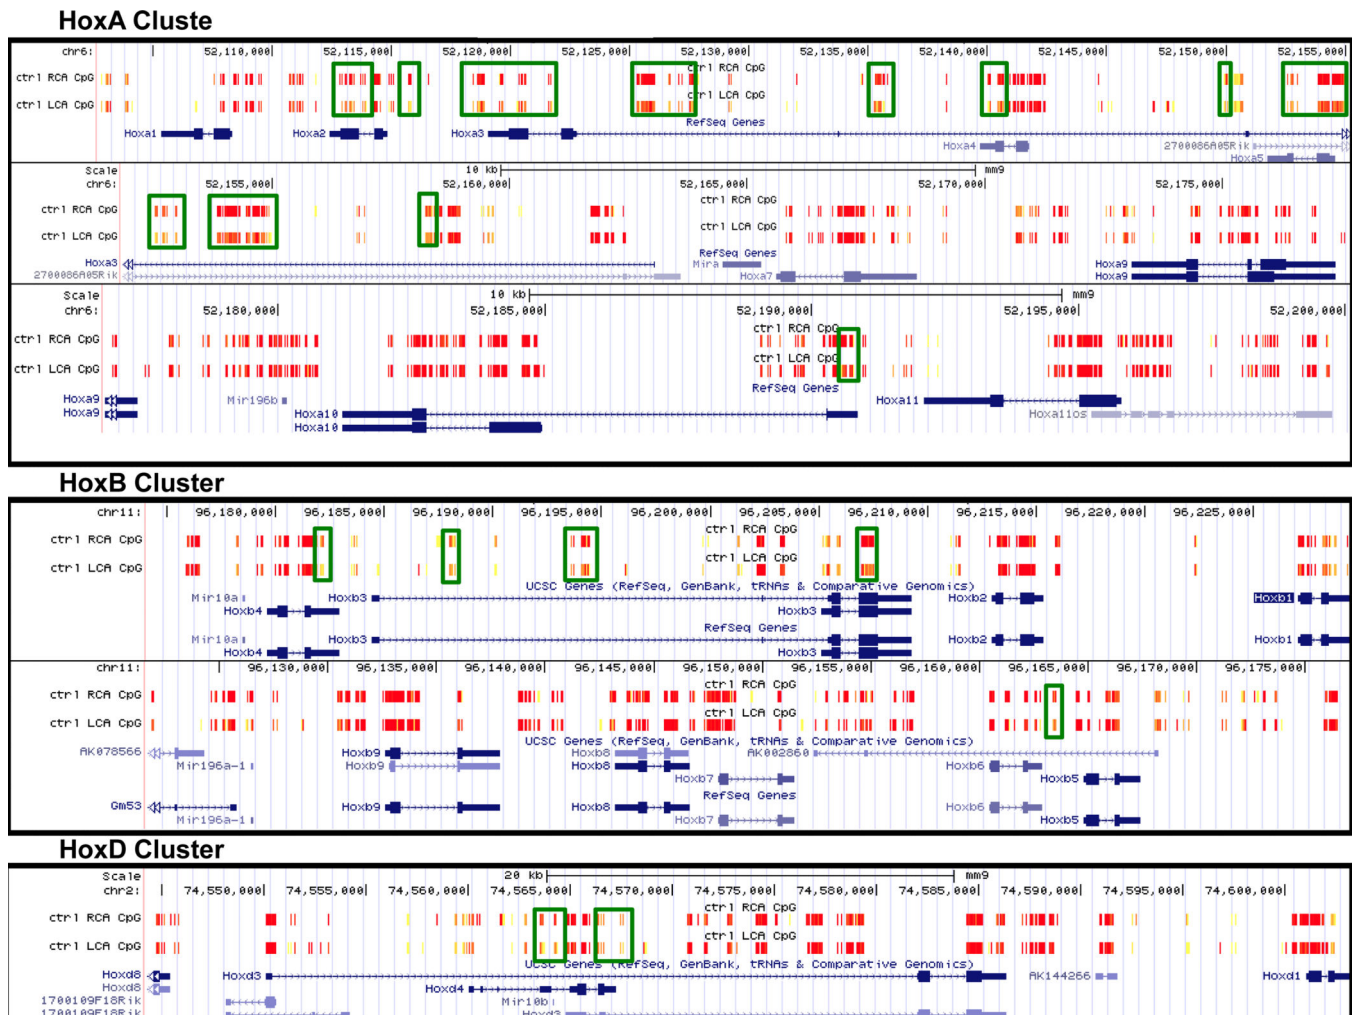 HoxA Cluste
chr6: 52,110,000| 52,115,000| 52,120,000| 52,125,000| 52,130,000| 52,135,000| 52,140,000| 52,145,000| 52,150,000| 52,155,000|
ctrl RCA CpG
ctrl RCA CpG
ctrl LCA CpG
ctrl LCA CpG
RefSeq Genes
Hoxa1 Hoxa2 Hoxa3
Hoxa4 2700086A05Rik
Hoxa5
Scale 10 kb mm9
chr6: 52,155,000| 52,160,000| 52,165,000| 52,170,000| 52,175,000|
ctrl RCA CpG
ctrl RCA CpG
ctrl LCA CpG
ctrl LCA CpG
RefSeq Genes
Hoxa3 Mira Hoxa9
2700086A05Rik Hoxa7 Hoxa9
Scale 10 kb mm9
chr6: 52,180,000| 52,185,000| 52,190,000| 52,195,000| 52,200,000|
ctrl RCA CpG
ctrl RCA CpG
ctrl LCA CpG
ctrl LCA CpG
RefSeq Genes
Hoxa9 Mir196b Hoxa11
Hoxa9 Hoxa10 Hoxa11os
Hoxa10
HoxB Cluster
chr11: 96,180,000| 96,185,000| 96,190,000| 96,195,000| 96,200,000| 96,205,000| 96,210,000| 96,215,000| 96,220,000| 96,225,000|
ctrl RCA CpG
ctrl RCA CpG
ctrl LCA CpG
ctrl LCA CpG
UCSC Genes (RefSeq, GenBank, tRNAs & Comparative Genomics)
Mir10a Hoxb3 Hoxb2 Hoxb1
Hoxb4 Hoxb3
RefSeq Genes
Mir10a Hoxb3 Hoxb2 Hoxb1
Hoxb4 Hoxb3
chr11: 96,130,000| 96,135,000| 96,140,000| 96,145,000| 96,150,000| 96,155,000| 96,160,000| 96,165,000| 96,170,000| 96,175,000|
ctrl RCA CpG
ctrl RCA CpG
ctrl LCA CpG
ctrl LCA CpG
UCSC Genes (RefSeq, GenBank, tRNAs & Comparative Genomics)
AK078566 Hoxb9 Hoxb8 AK002860
Mir196a-1 Hoxb9 Hoxb8 Hoxb6
Hoxb7 Hoxb5
RefSeq Genes
Gm53 Hoxb9 Hoxb8 Hoxb6
Mir196a-1 Hoxb7 Hoxb5
HoxD Cluster
Scale 20 kb mm9
chr2: 74,550,000| 74,555,000| 74,560,000| 74,565,000| 74,570,000| 74,575,000| 74,580,000| 74,585,000| 74,590,000| 74,595,000| 74,600,000|
ctrl RCA CpG
ctrl RCA CpG
ctrl LCA CpG
ctrl LCA CpG
UCSC Genes (RefSeq, GenBank, tRNAs & Comparative Genomics)
Hoxd8 Hoxd3 AK144266 Hoxd1
Hoxd8 Hoxd4
1700109F18Rik Mir10b
1700109F18Rik Hoxd3